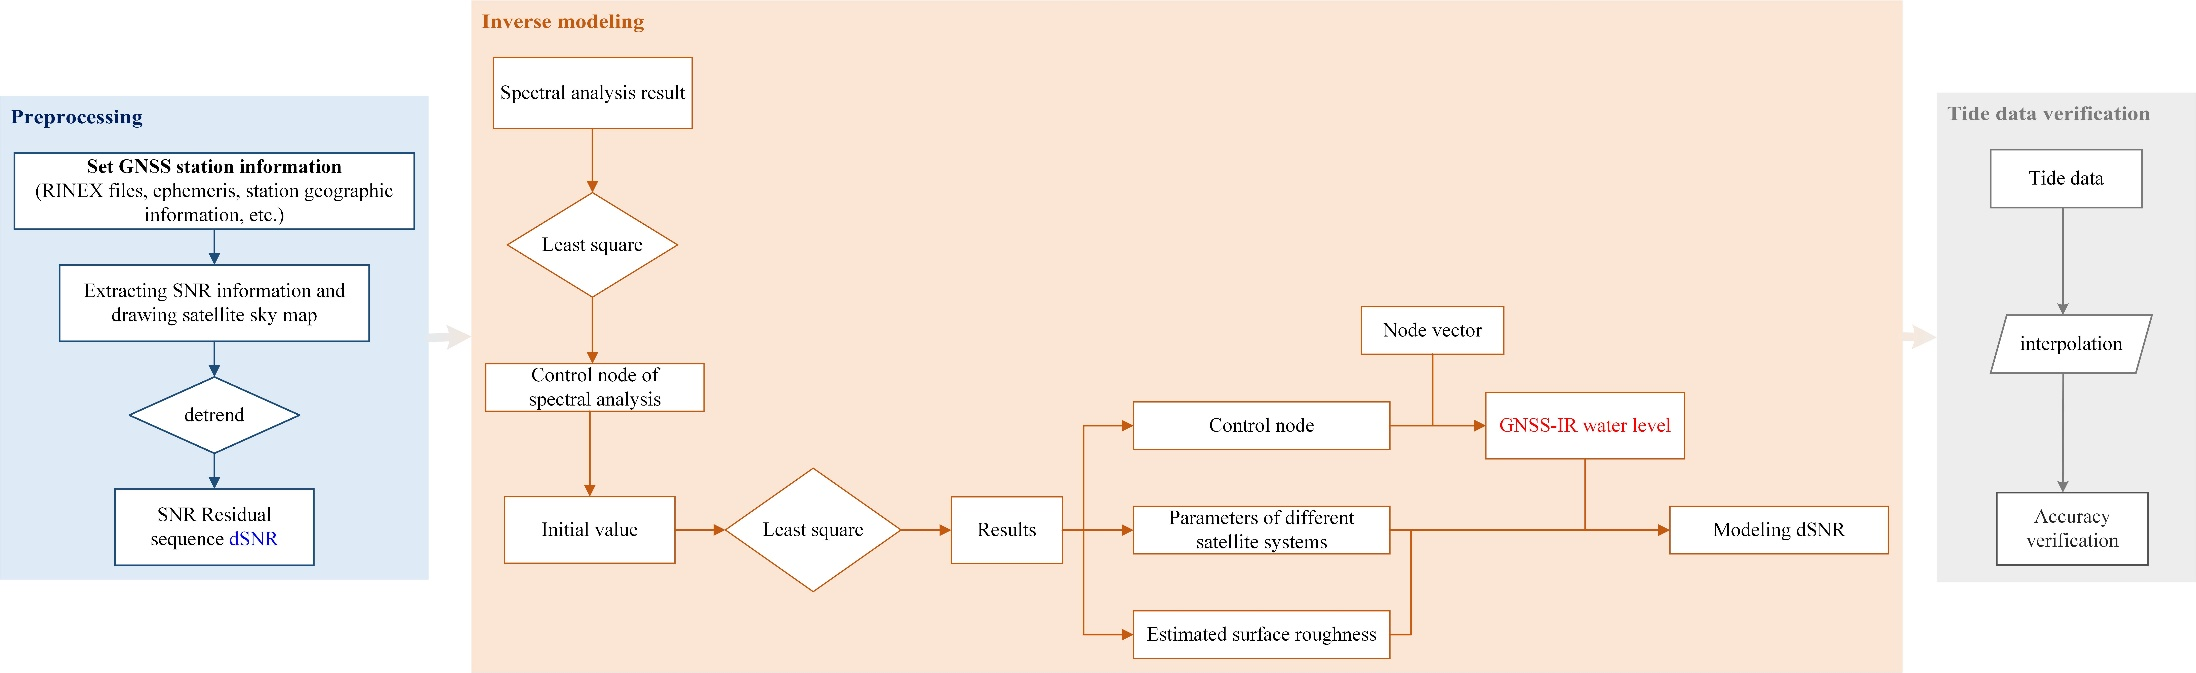 Preprocessing
Set GNSS station information
(RINEX files, ephemeris, station geographic
information, etc.)
Extracting SNR information and
drawing satellite sky map
detrend
SNR Residual
sequence dSNR
Inverse modeling
Spectral analysis result
Least square
Control node of
spectral analysis
Initial value
Least square
Results
Node vector
Control node
GNSS-IR water level
Parameters of different
satellite systems
Modeling dSNR
Estimated surface roughness
Tide data verification
Tide data
interpolation
Accuracy
verification